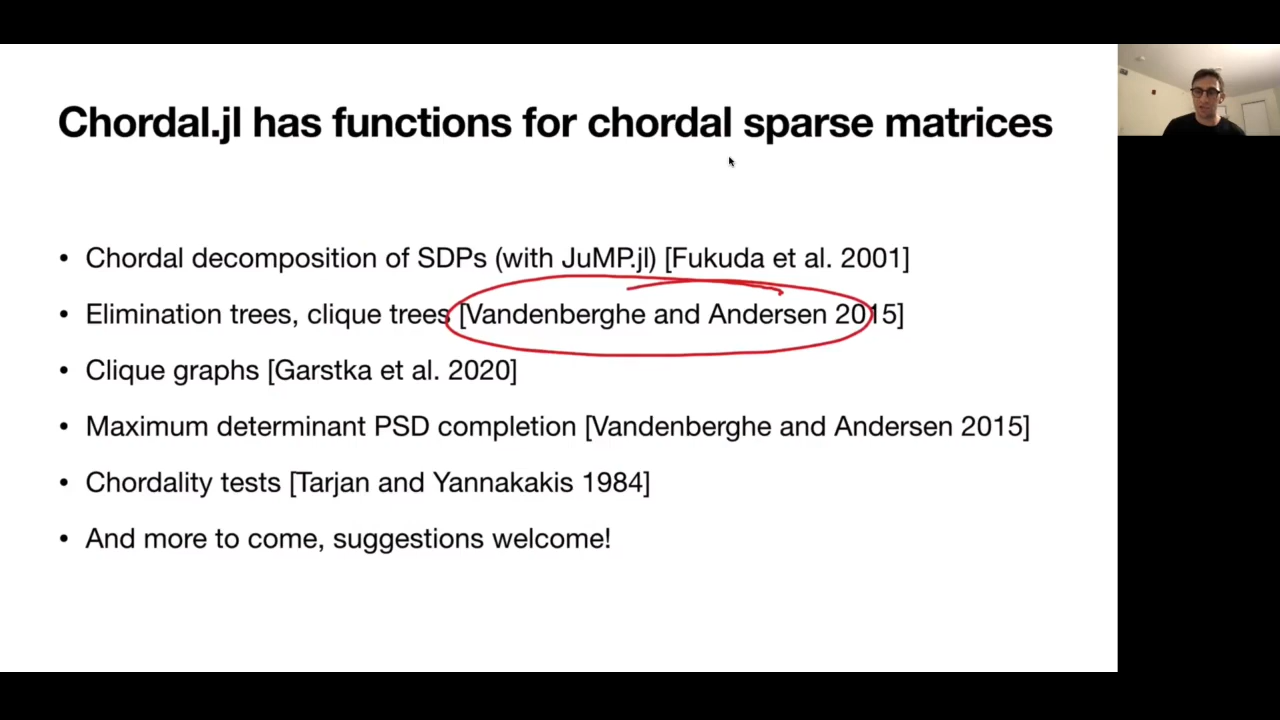 Chordal.jl has functions for chordal sparse matrices
• Chordal decomposition of SDPs (with JuMP.jl) [Fukuda et al. 2001]
• Elimination trees, clique trees [Vandenberghe and Andersen 2015]
• Clique graphs [Garstka et al. 2020]
• Maximum determinant PSD completion [Vandenberghe and Andersen 2015]
• Chordality tests [Tarjan and Yannakakis 1984]
• And more to come, suggestions welcome!